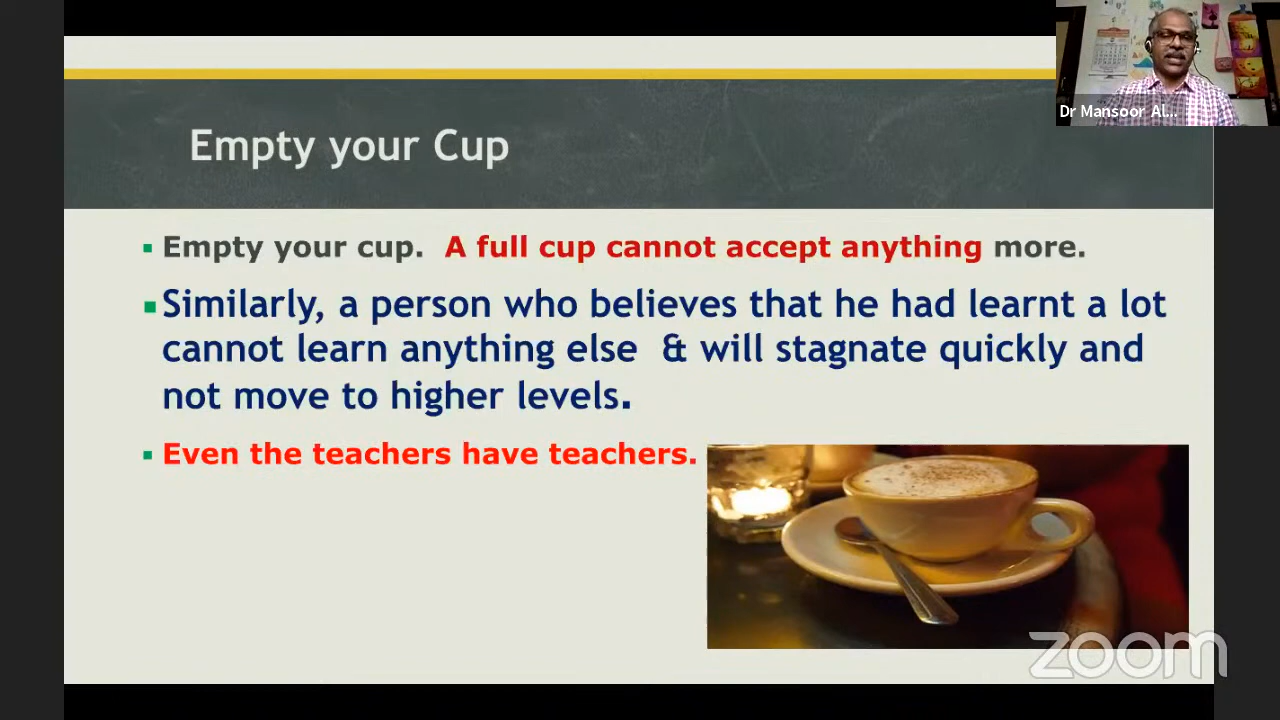 Dr Mansoor Al...
Empty your Cup
Empty your cup.  A full cup cannot accept anything more.
Similarly, a person who believes that he had learnt a lot
cannot learn anything else  & will stagnate quickly and
not move to higher levels.
Even the teachers have teachers.
zoom